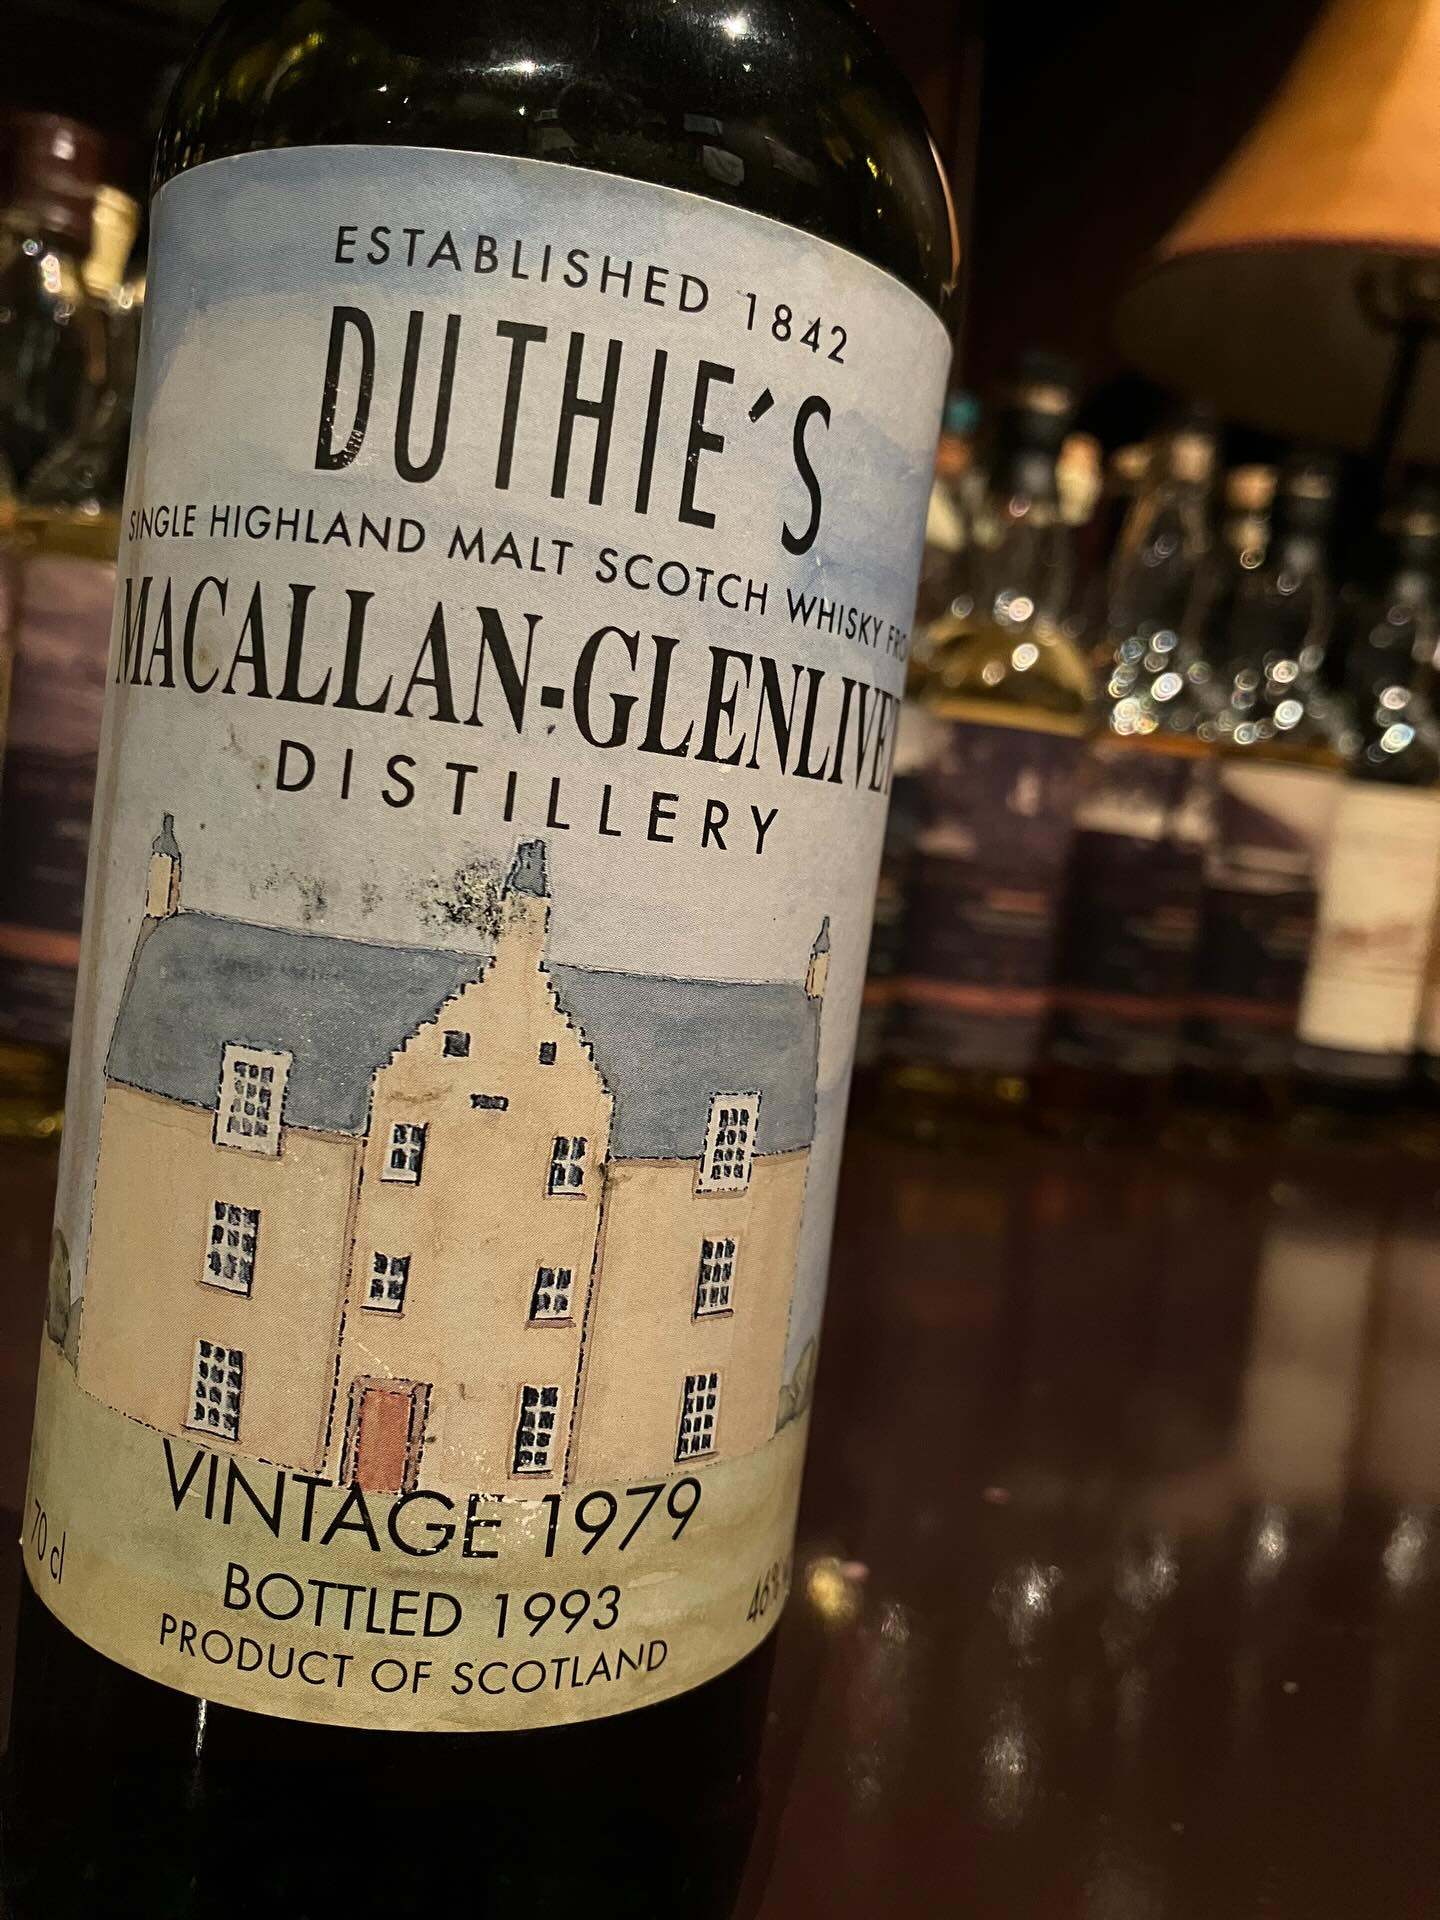 ESTABLISHED 1842
DUTHIE'S
SINGLE HIGHLAND MALT SCOTCH WHISKY
MACALLAN-GLENLIVET
DISTILLERY
VINTAGE 1979
70 cl
BOTTLED 1993
46%
PRODUCT OF SCOTLAND